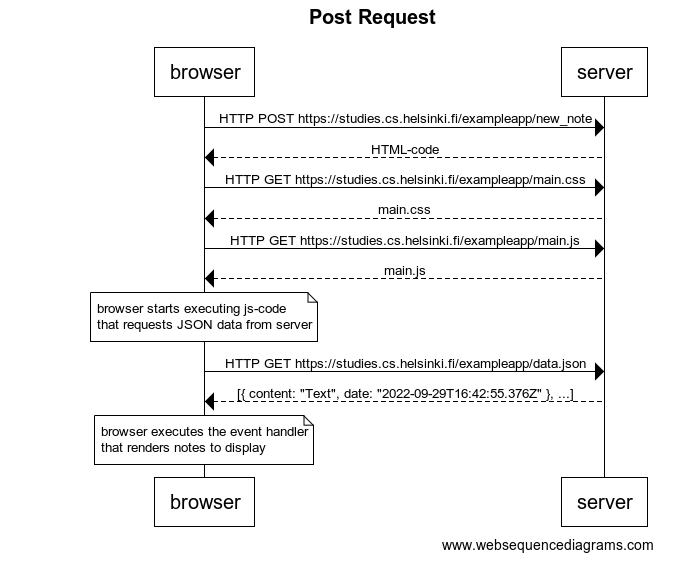 Post Request
browser
server
HTTP POST https://studies.cs.helsinki.fi/exampleapp/new_note
HTML-code
HTTP GET https://studies.cs.helsinki.fi/exampleapp/main.css
main.css
HTTP GET https://studies.cs.helsinki.fi/exampleapp/main.js
main.js
browser starts executing js-code
that requests JSON data from server
HTTP GET https://studies.cs.helsinki.fi/exampleapp/data.json
[{ content: "Text", date: "2022-09-29T16:42:55.376Z" }, ...]
browser executes the event handler
that renders notes to display
browser
server
www.websequencediagrams.com